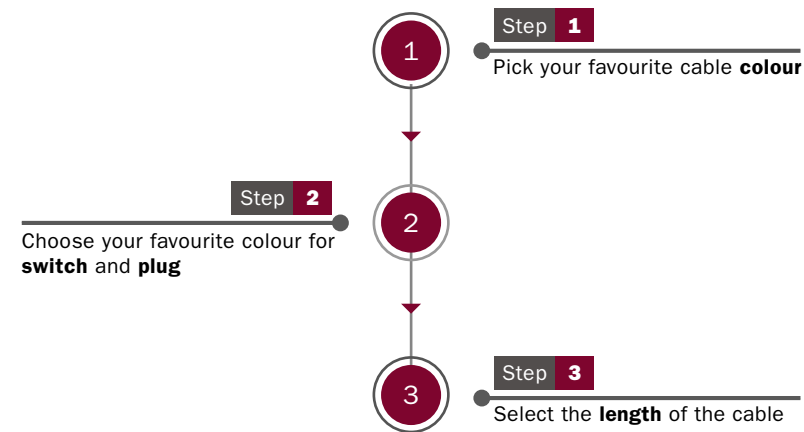 1
Step 1
Pick your favourite cable colour
Step 2
2
Choose your favourite colour for
switch and plug
3
Step 3
Select the length of the cable